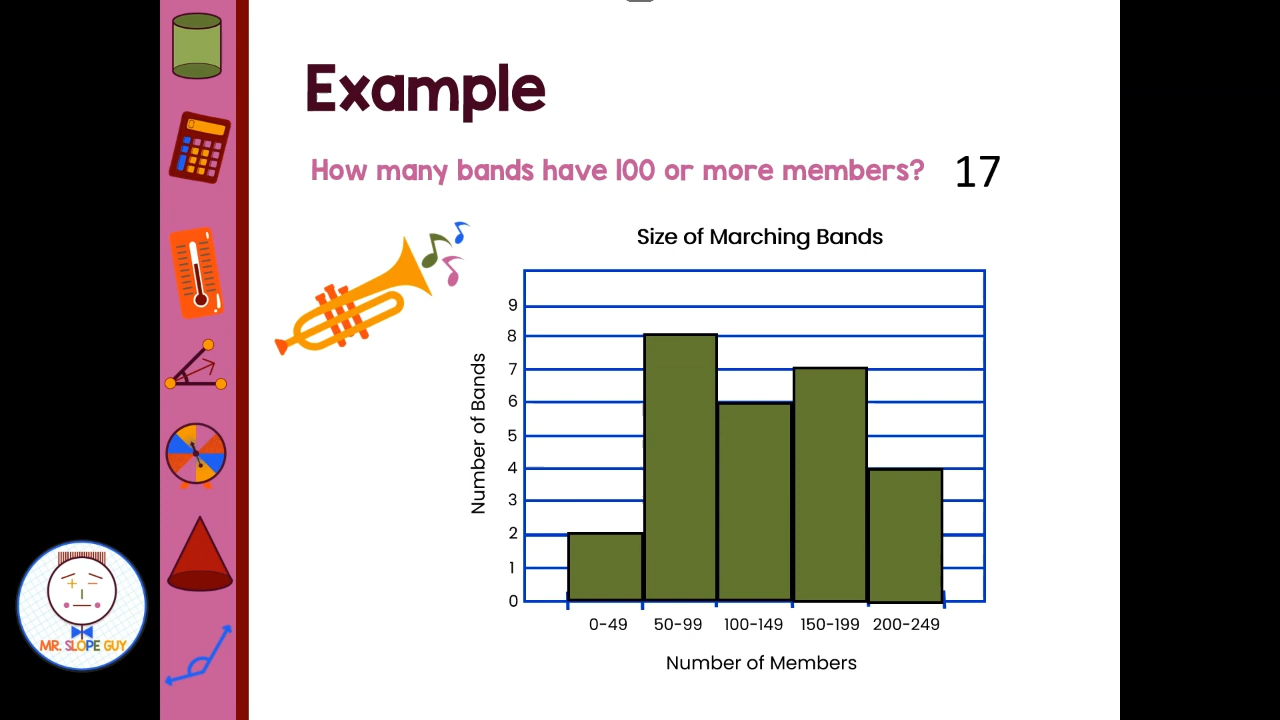 Example
How many bands have 100 or more members? 17
Size of Marching Bands
Number of Bands
9
8
7
6
5
4
3
2
1
0
0-49 50-99 100-149 150-199 200-249
Number of Members
MR. SLOPE GUY